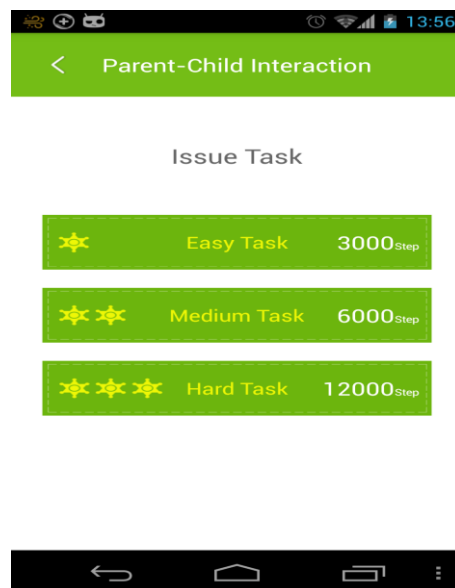 13:56
Parent-Child Interaction
Issue Task
Easy Task 3000Step
Medium Task 6000Step
Hard Task 12000Step